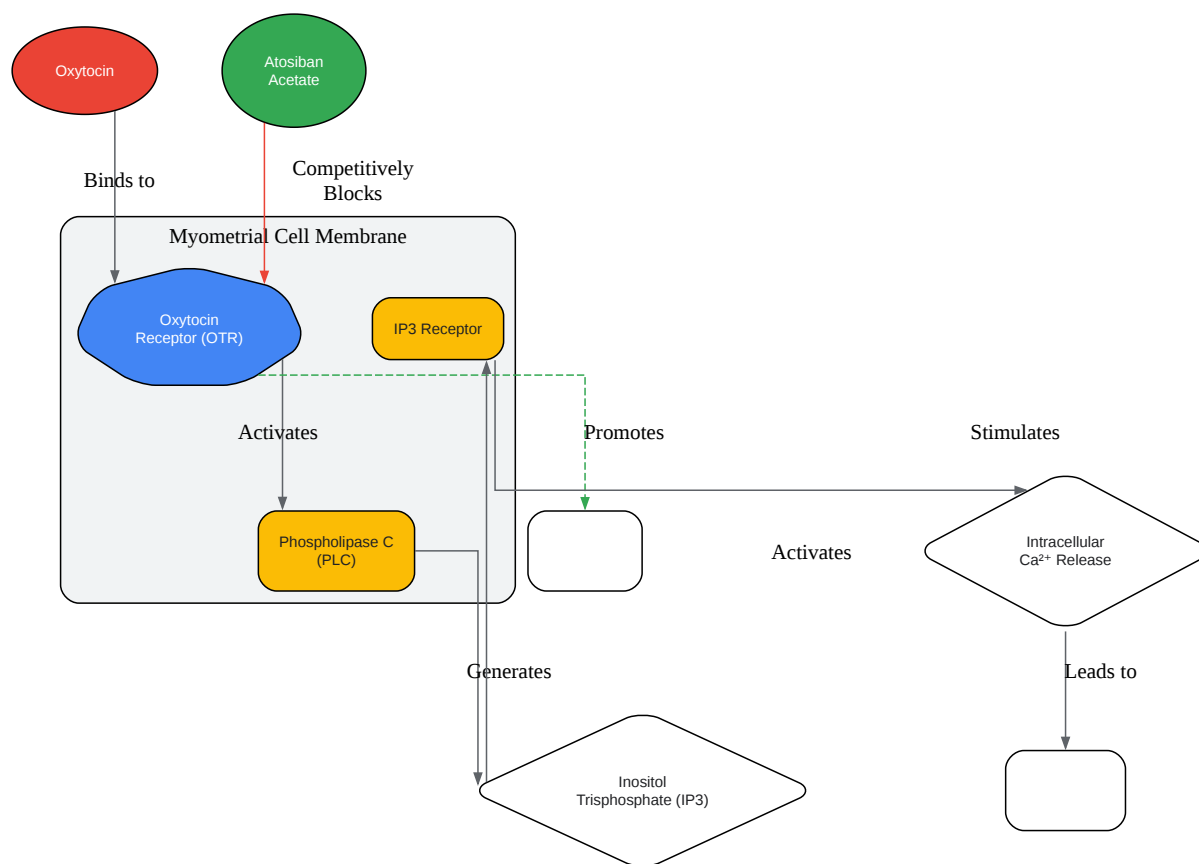 Oxytocin
Atosiban
Acetate
Binds to
Competitively
Blocks
Myometrial Cell Membrane
Oxytocin
Receptor (OTR)
IP3 Receptor
Activates
Promotes
Stimulates
Phospholipase C
(PLC)
Activates
Intracellular
Ca²⁺ Release
Generates
Leads to
Inositol
Trisphosphate (IP3)